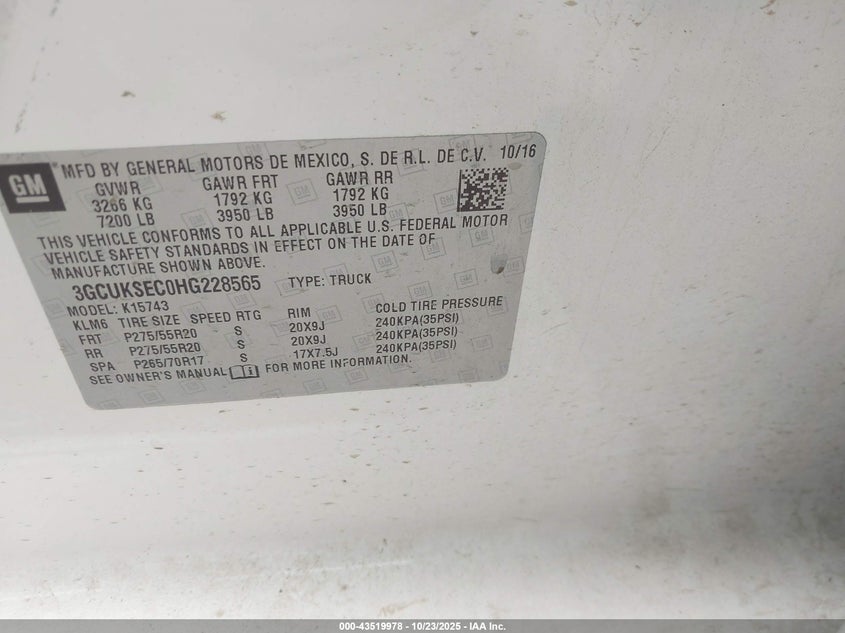 GM
MFD BY GENERAL MOTORS DE MEXICO, S. DE R.L. DE C.V. 10/16
GVWR GAWR FRT GAWR RR
3266 KG 1792 KG 1792 KG
7200 LB 3950 LB 3950 LB
THIS VEHICLE CONFORMS TO ALL APPLICABLE U.S. FEDERAL MOTOR
VEHICLE SAFETY STANDARDS IN EFFECT ON THE DATE OF
MANUFACTURE SHOWN ABOVE.
3GCUKSEC0HG228565 TYPE: TRUCK
MODEL: K15743
KLM6 TIRE SIZE SPEED RTG RIM COLD TIRE PRESSURE
FRT P275/55R20 S 20X9J 240KPA(35PSI)
RR P275/55R20 S 20X9J 240KPA(35PSI)
SPA P265/70R17 S 17X7.5J 240KPA(35PSI)
SEE OWNER'S MANUAL FOR MORE INFORMATION.
000-43519978 - 10/23/2025 - IAA Inc.